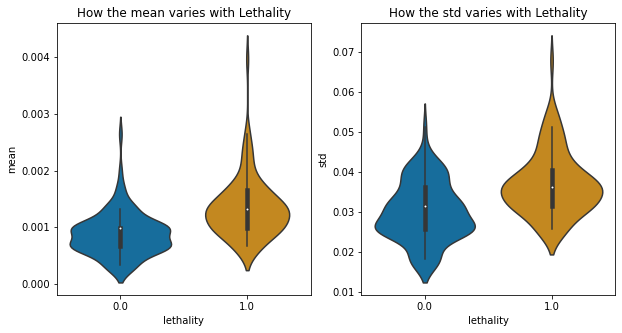 How the mean varies with Lethality
0.004
0.003
0.002
0.001
0.000
mean
0.0
1.0
lethality
How the std varies with Lethality
0.07
0.06
0.05
0.04
0.03
0.02
0.01
std
0.0
1.0
lethality